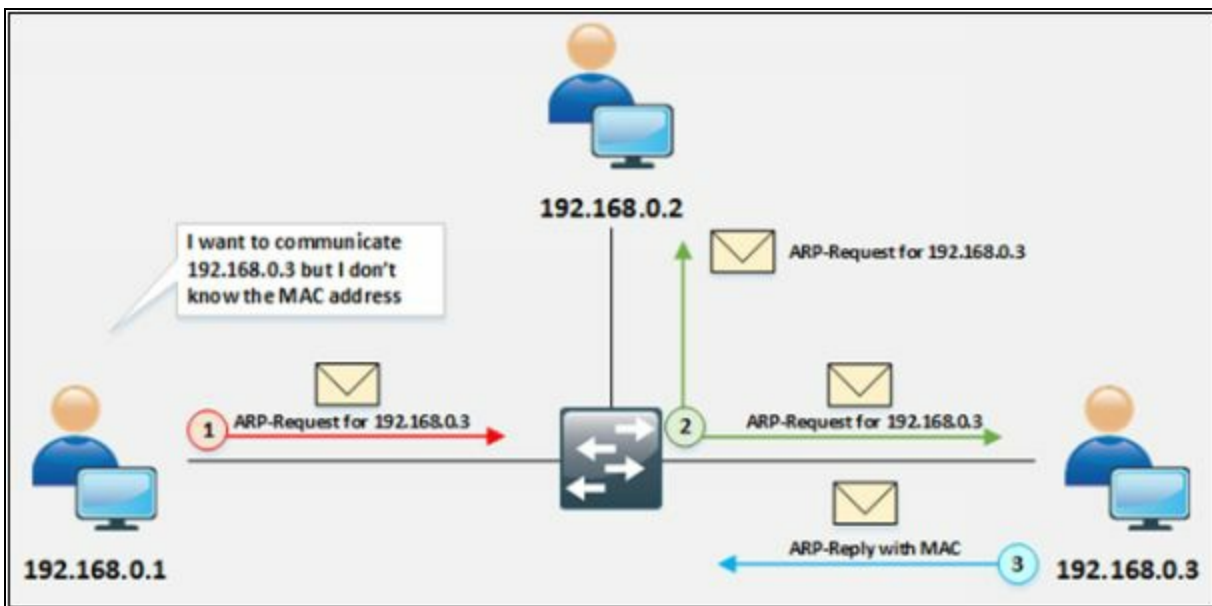 192.168.0.2
I want to communicate
192.168.0.3 but I don't
know the MAC address
ARP-Request for 192.168.0.3
1
ARP-Request for 192.168.0.3
2
ARP-Request for 192.168.0.3
ARP-Reply with MAC
3
192.168.0.1
192.168.0.3